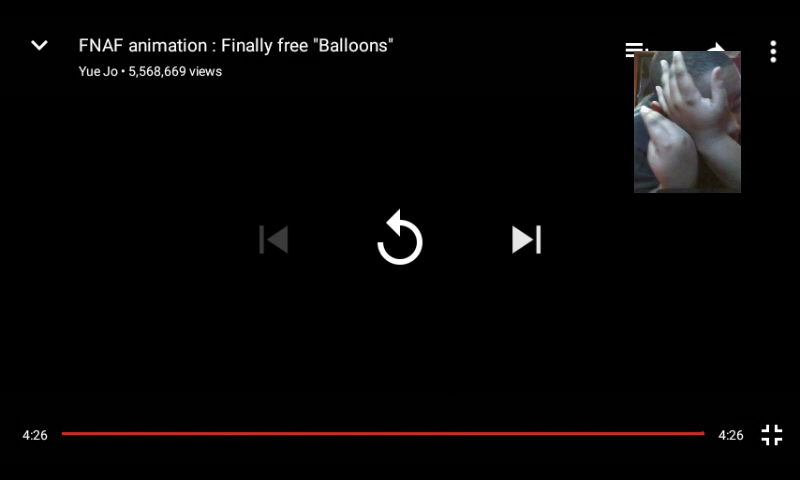 FNAF animation : Finally free "Balloons"
Yue Jo • 5,568,669 views
4:26
4:26